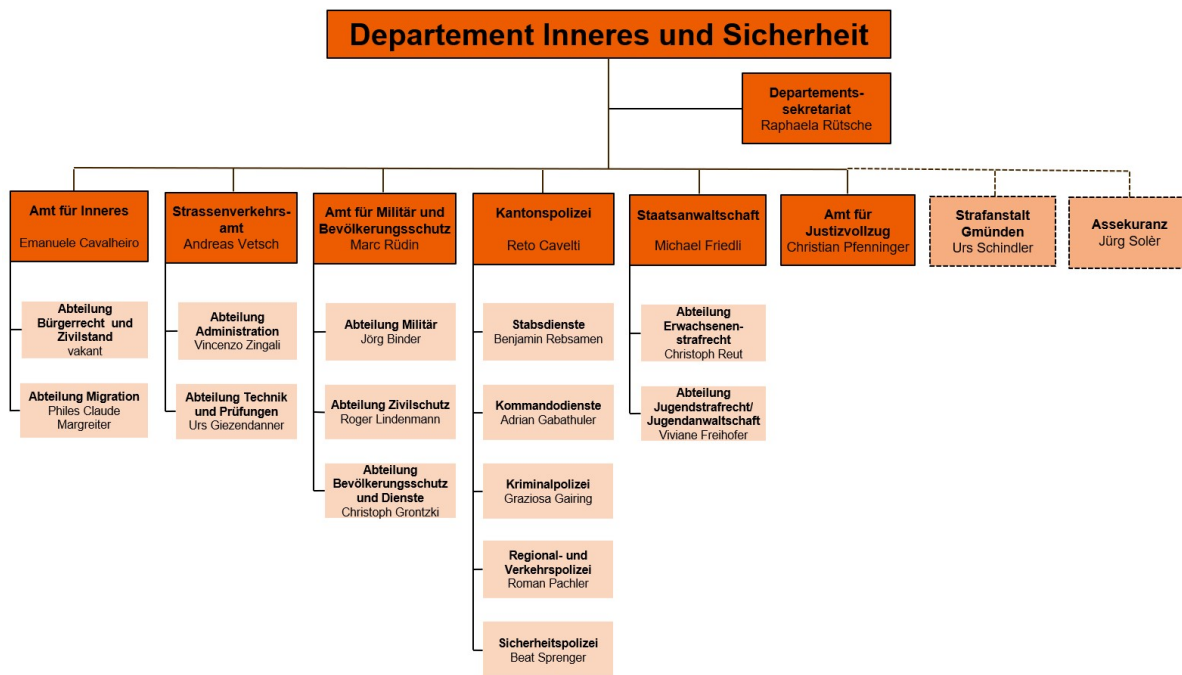 Departement Inneres und Sicherheit
Departements-
sekretariat
Raphaela Rütsche
Amt für Inneres
Emanuele Cavalheiro
Strassenverkehrs-
amt
Andreas Vetsch
Amt für Militär und
Bevölkerungsschutz
Marc Rüdin
Kantonspolizei
Reto Cavelti
Staatsanwaltschaft
Michael Friedli
Amt für
Justizvollzug
Christian Pfenninger
Strafanstalt
Gmünden
Urs Schindler
Assekuranz
Jürg Solèr
Abteilung
Bürgerrecht und
Zivilstand
vakant
Abteilung Migration
Philes Claude
Margreiter
Abteilung
Administration
Vincenzo Zingali
Abteilung Technik
und Prüfungen
Urs Giezendanner
Abteilung Militär
Jörg Binder
Abteilung Zivilschutz
Roger Lindenmann
Abteilung
Bevölkerungsschutz
und Dienste
Christoph Grontzki
Stabsdienste
Benjamin Rebsamen
Kommandodienste
Adrian Gabathuler
Kriminalpolizei
Graziosa Gairing
Regional- und
Verkehrspolizei
Roman Pachler
Sicherheitspolizei
Beat Sprenger
Abteilung
Erwachsenen-
strafrecht
Christoph Reut
Abteilung
Jugendstrafrecht/
Jugendanwaltschaft
Viviane Freihofer